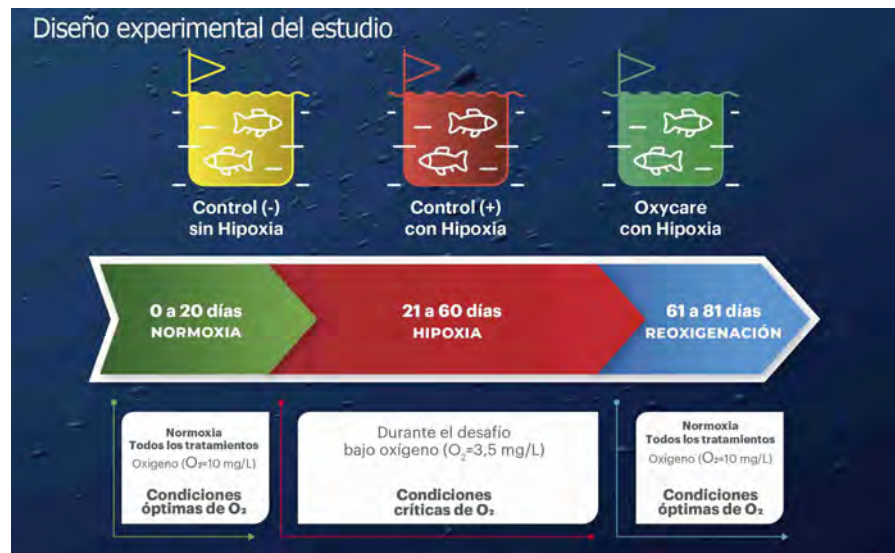 Diseño experimental del estudio
Control (-)
sin Hipoxia
Control (+)
con Hipoxia
Oxycare
con Hipoxia
0 a 20 días
NORMOXIA
21 a 60 días
HIPOXIA
61 a 81 días
REOXIGENACIÓN
Normoxia
Todos los tratamientos
Oxigeno (O₂=10 mg/L)
Condiciones
óptimas de O₂
Durante el desafío
bajo oxígeno (O₂=3,5 mg/L)
Condiciones
críticas de O₂
Normoxia
Todos los tratamientos
Oxigeno (O₂=10 mg/L)
Condiciones
óptimas de O₂